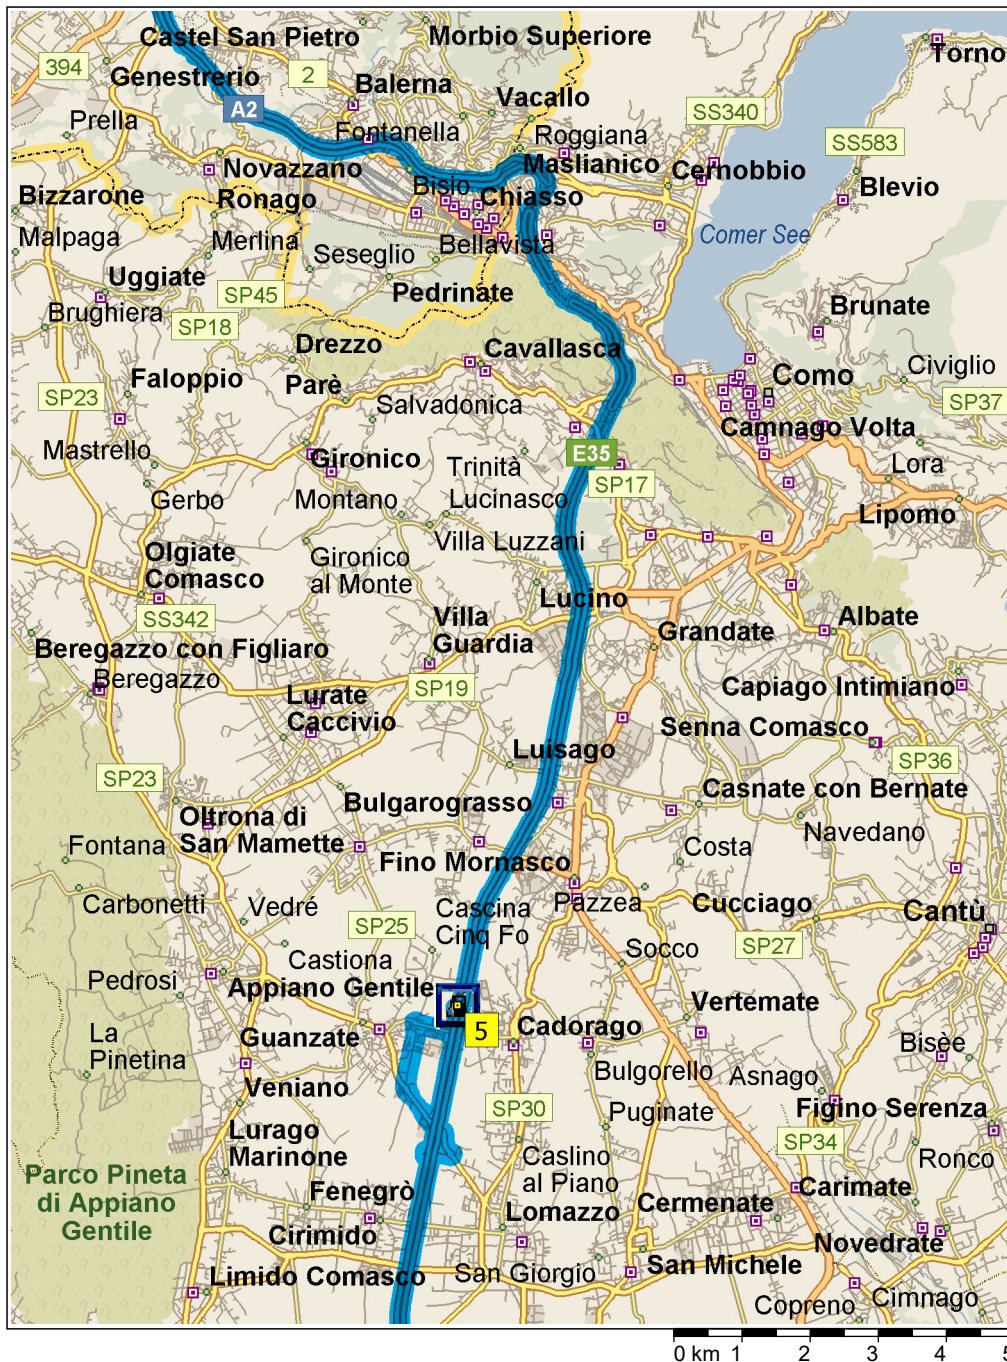 Castel San Pietro
Morbio Superiore
Torno
394
Genestrerio
2
Balerna
A2
Vacallo
SS340
Prella
Fontanella
Roggiana
SS583
Novazzano
Maslianico
Cernobbio
Bizzarone
Ronago
Bisio
Chiasso
Blevio
Malpaga
Merlina
Seseglio
Bellavista
Comer See
Uggiate
SP45
Pedrinate
Brughiera
SP18
Brunate
Drezzo
Cavallasca
Faloppio
Parè
Como
Civiglio
SP23
Salvadonica
SP37
Mastrello
Gironico
Trinità
E35
Camnago Volta
Gerbo
Montano
Lucinasco
SP17
Lora
Lipomo
Villa Luzzani
Olgiate
Comasco
Gironico
al Monte
Lucino
SS342
Villa
Guardia
Grandate
Albate
Beregazzo con Figliaro
Beregazzo
SP19
Capiago Intimiano
Lurate
Caccivio
Senna Comasco
Luisago
SP36
SP23
Bulgarograsso
Casnate con Bernate
Oltrona di
San Mamette
Navedano
Fontana
Fino Mornasco
Costa
Carbonetti
Vedré
Cascina
Cinq Fo
Pazzea
Cucciago
Cantù
SP25
Socco
SP27
Pedrosi
Castiona
Appiano Gentile
Vertemate
La
Pinetina
Guanzate
5
Cadorago
Bisèe
Veniano
Bulgorello
Asnago
SP30
Puginate
Figino Serenza
Lurago
Marinone
SP34
Ronco
Parco Pineta
di Appiano
Gentile
Caslino
al Piano
Fenegrò
Carimate
Lomazzo
Cermenate
Cirimido
Novedrate
Limido Comasco
San Giorgio
San Michele
Copreno
Cimnago
0 km 1 2 3 4